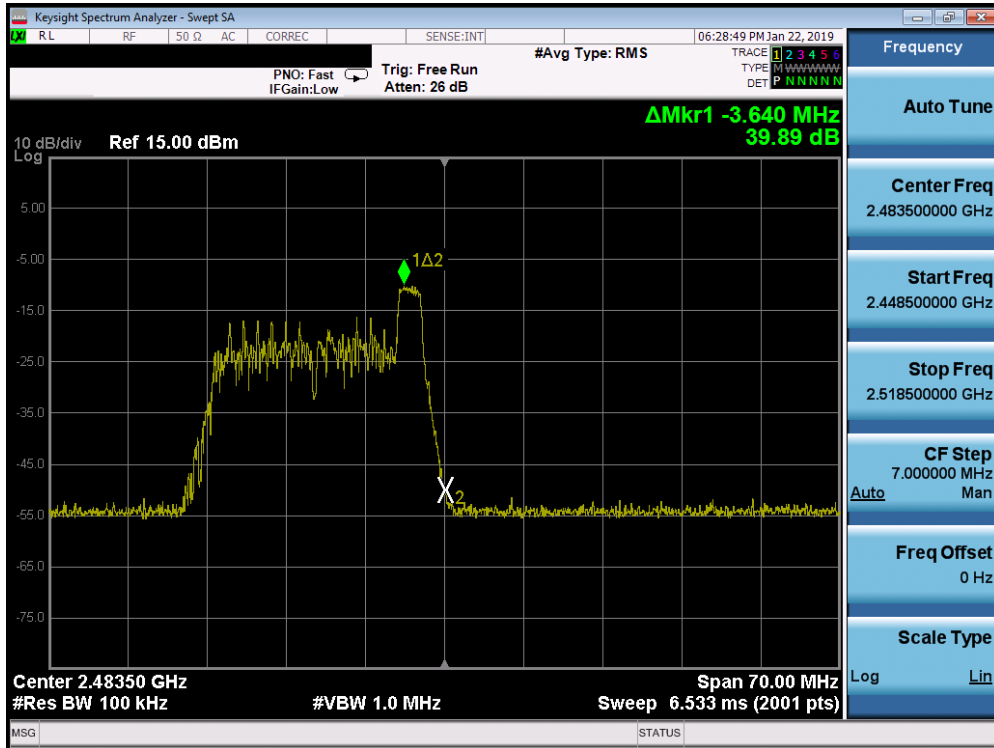 Keysight Spectrum Analyzer - Swept SA
LXI RL RF 50 Ω AC CORREC SENSE:INT 06:28:49 PM Jan 22, 2019
#Avg Type: RMS TRACE 1 2 3 4 5 6
PNO: Fast Trig: Free Run TYPE M WWWWW
IFGain:Low Atten: 26 dB DET P N N N N N
ΔMkr1 -3.640 MHz
39.89 dB
10 dB/div Ref 15.00 dBm
Log
5.00
-5.00
1Δ2
-15.0
-25.0
-35.0
-45.0
2
-55.0
-65.0
-75.0
Center 2.48350 GHz Span 70.00 MHz
#Res BW 100 kHz #VBW 1.0 MHz Sweep 6.533 ms (2001 pts)
MSG STATUS
Frequency
Auto Tune
Center Freq
2.483500000 GHz
Start Freq
2.448500000 GHz
Stop Freq
2.518500000 GHz
CF Step
7.000000 MHz
Auto Man
Freq Offset
0 Hz
Scale Type
Log Lin